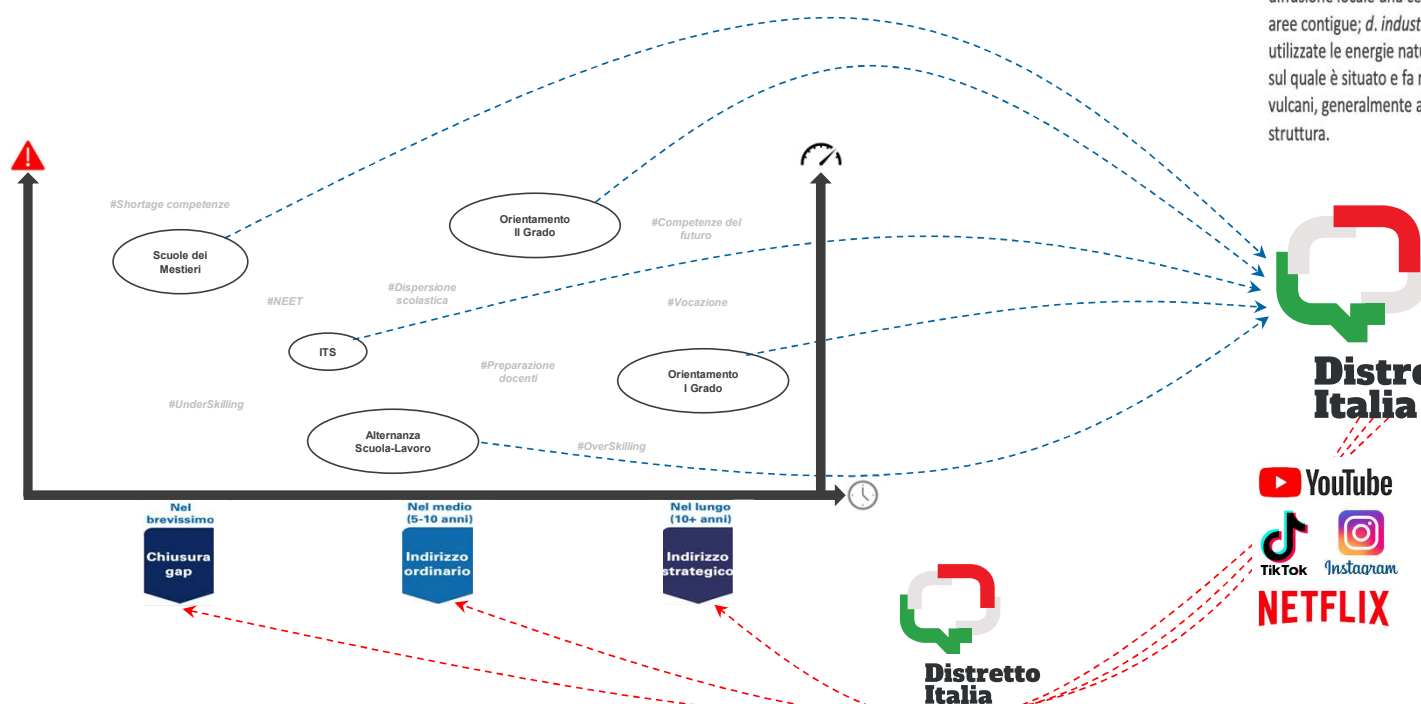 aree contigue; d. indust
utilizzate le energie natu
sul quale è situato e fa
vulcani, generalmente a
struttura.
#Shortage competenze
Scuole dei
Mestieri
Orientamento
II Grado
#Competenze del
futuro
#NEET
#Dispersione
scolastica
#Vocazione
ITS
#Preparazione
docenti
Orientamento
I Grado
#UnderSkilling
Alternanza
Scuola-Lavoro
#OverSkilling
Distre
Italia
Nel
brevissimo
Chiusura
gap
Nel medio
(5-10 anni)
Indirizzo
ordinario
Nel lungo
(10+ anni)
Indirizzo
strategico
YouTube
TikTok
Instagram
NETFLIX
Distretto
Italia